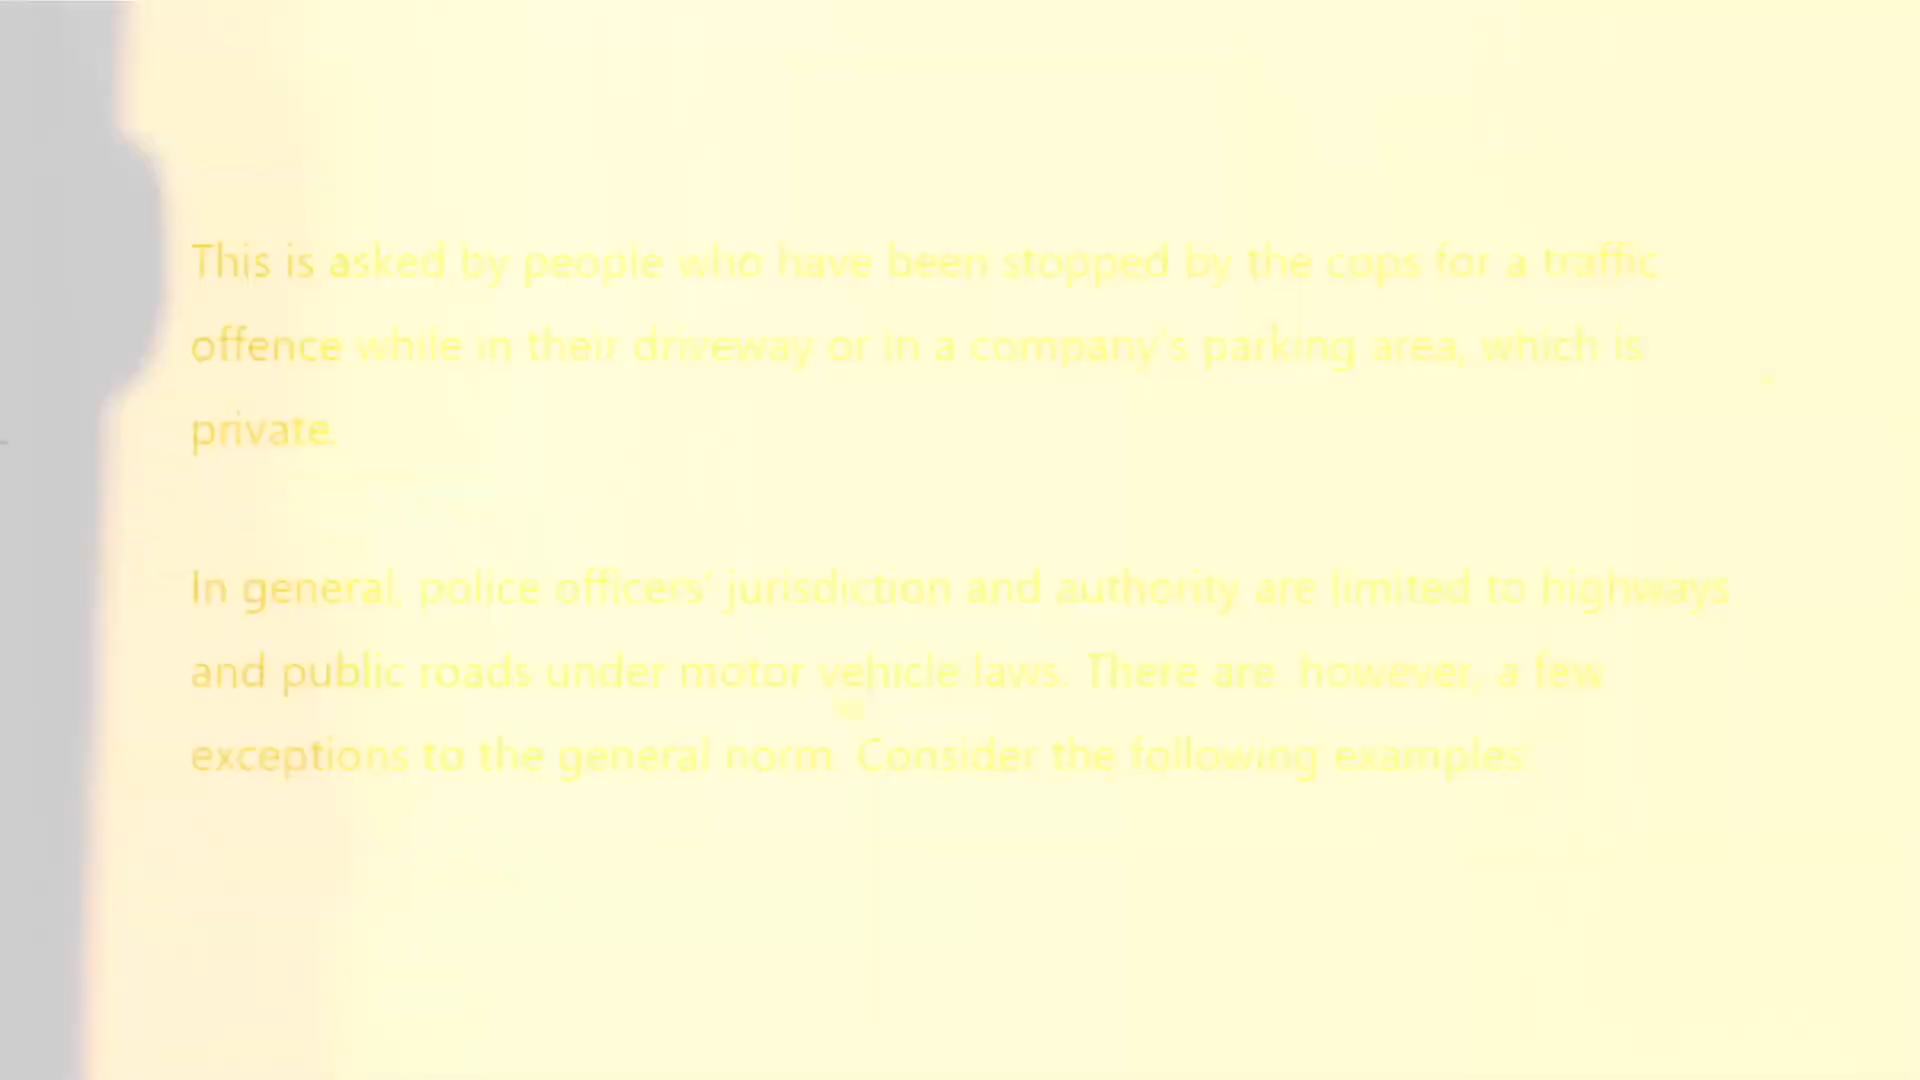 This is asked by people who have been stopped by the cops for a traffic
offence while in their driveway or in a company's parking area, which is
private.
In general, police officers' jurisdiction and authority are limited to highways
and public roads under motor vehicle laws. There are, however, a few
exceptions to the general norm. Consider the following examples: